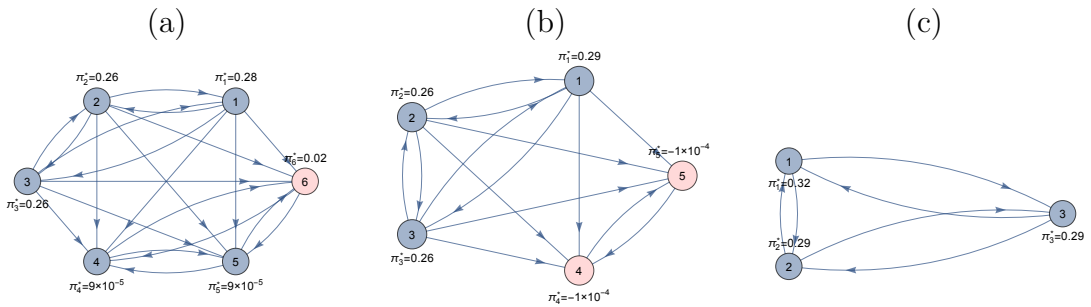 (a)
π₂*=0.26
π₁*=0.28
2
1
π₆*=0.02
3
6
π₃*=0.26
4
5
π₄*=9×10⁻⁵
π₅*=9×10⁻⁵
(b)
π₁*=0.29
1
π₂*=0.26
2
π₅*=−1×10⁻⁴
5
3
π₃*=0.26
4
π₄*=−1×10⁻⁴
(c)
1
π₁*=0.32
3
π₃*=0.29
π₂*=0.29
2